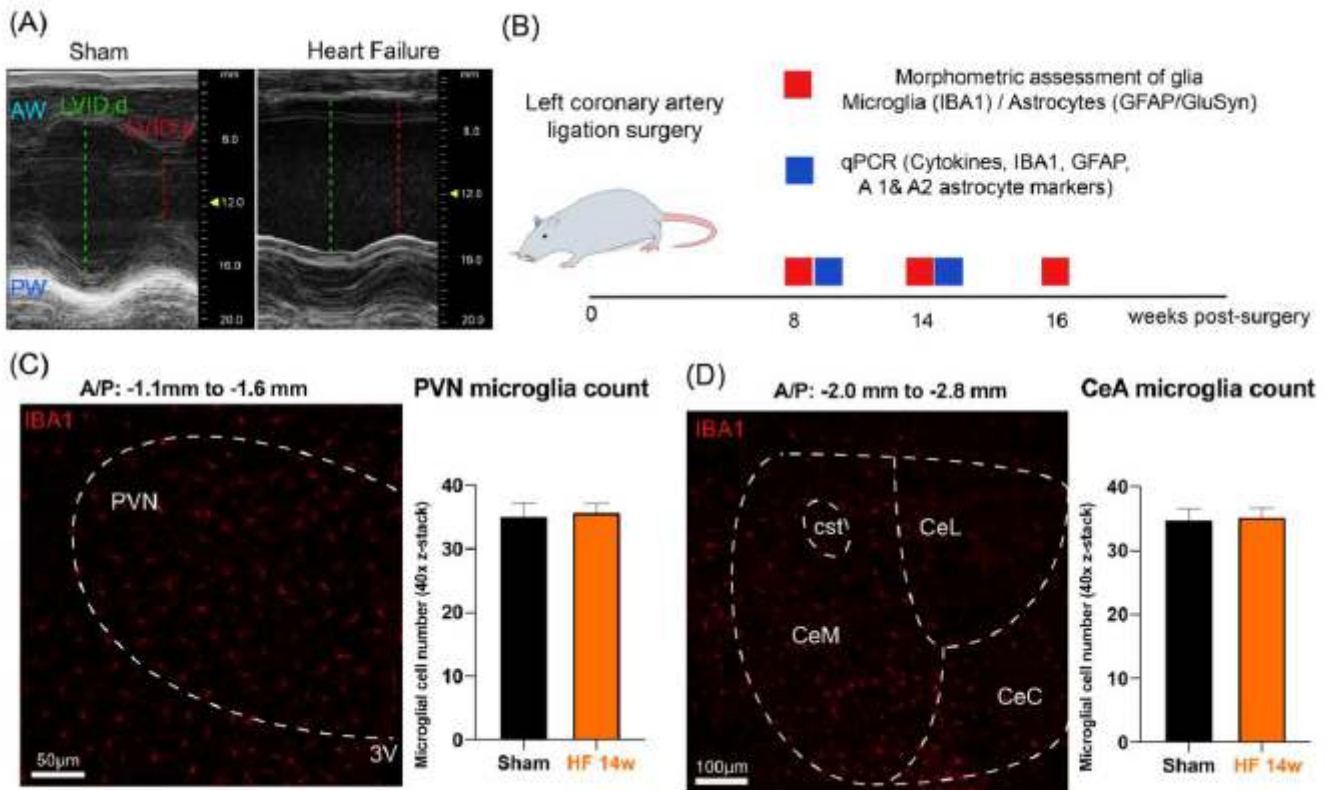 (A)
Sham
Heart Failure
mm
AW
LVID,d
LVID,s
8.0
12.0
16.0
20.0
PW
8.0
12.0
16.0
20.0
(B)
Left coronary artery
ligation surgery
Morphometric assessment of glia
Microglia (IBA1) / Astrocytes (GFAP/GluSyn)
qPCR (Cytokines, IBA1, GFAP,
A 1& A2 astrocyte markers)
0
8
14
16
weeks post-surgery
(C)
A/P: -1.1mm to -1.6 mm
IBA1
PVN
3V
50µm
PVN microglia count
Microglial cell number (40x z-stack)
40
30
20
10
0
Sham
HF 14w
(D)
A/P: -2.0 mm to -2.8 mm
IBA1
cst
CeL
CeM
CeC
100µm
CeA microglia count
Microglial cell number (40x z-stack)
40
30
20
10
0
Sham
HF 14w